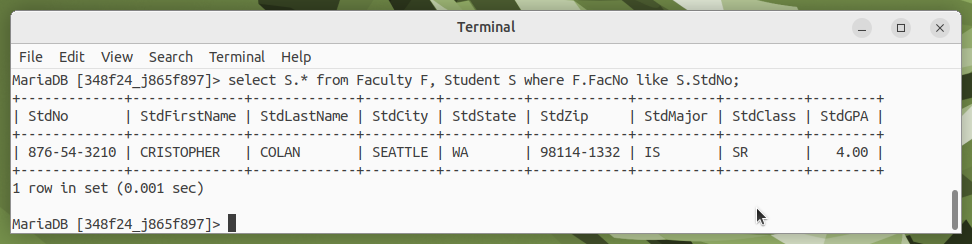 Terminal
File Edit View Search Terminal Help
MariaDB [348f24_j865f897]> select S.* from Faculty F, Student S where F.FacNo like S.StdNo;
+-------------+--------------+-------------+---------+----------+------------+----------+----------+--------+
| StdNo       | StdFirstName | StdLastName | StdCity | StdState | StdZip     | StdMajor | StdClass | StdGPA |
+-------------+--------------+-------------+---------+----------+------------+----------+----------+--------+
| 876-54-3210 | CRISTOPHER   | COLAN       | SEATTLE | WA       | 98114-1332 | IS       | SR       |   4.00 |
+-------------+--------------+-------------+---------+----------+------------+----------+----------+--------+
1 row in set (0.001 sec)
MariaDB [348f24_j865f897]>